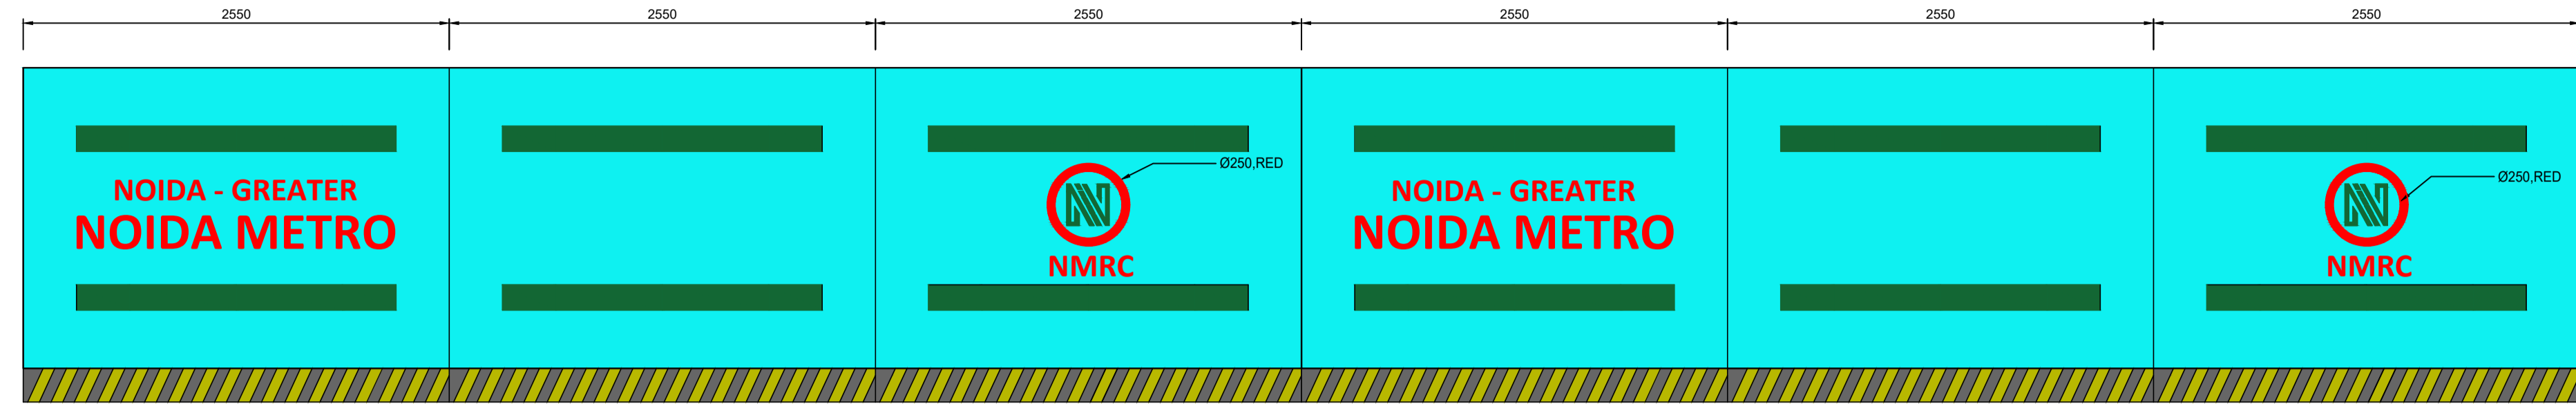 2550 2550 2550 2550 2550 2550
NOIDA - GREATER
NOIDA METRO
Ø250,RED
NMRC
NOIDA - GREATER
NOIDA METRO
Ø250,RED
NMRC